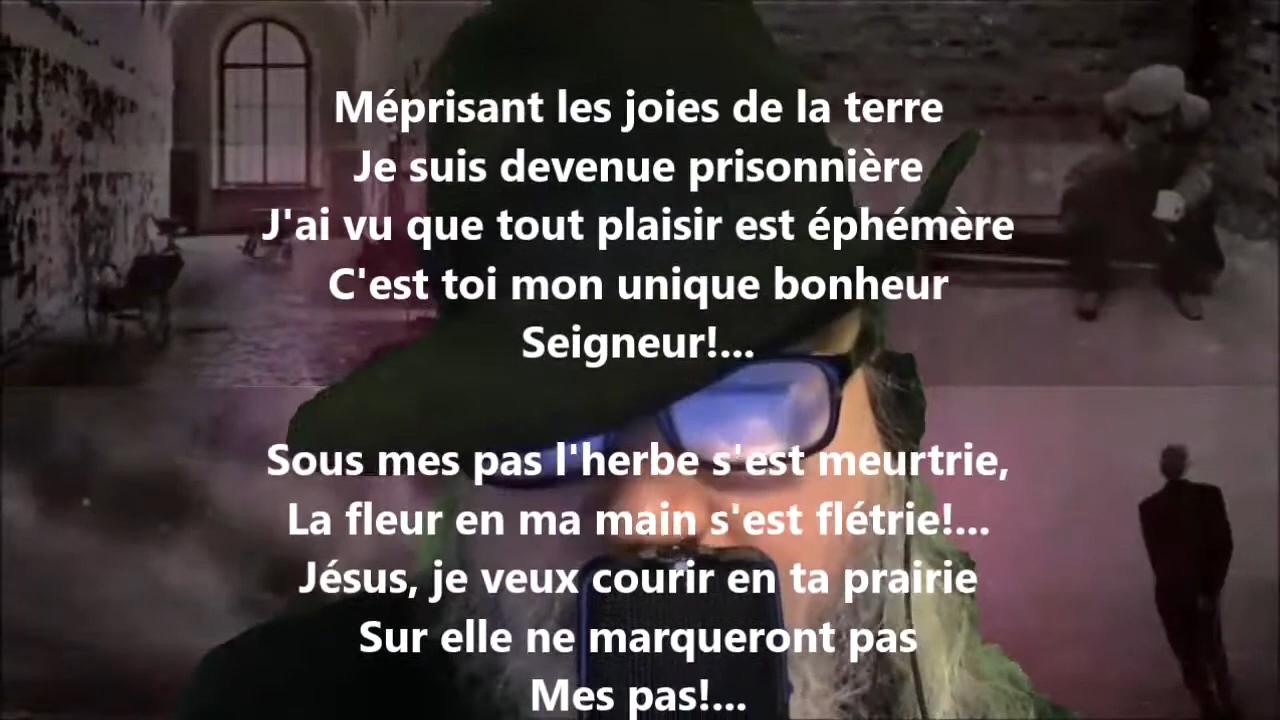 Méprisant les joies de la terre
Je suis devenue prisonnière
J'ai vu que tout plaisir est éphémère
C'est toi mon unique bonheur
Seigneur!...
Sous mes pas l'herbe s'est meurtrie,
La fleur en ma main s'est flétrie!...
Jésus, je veux courir en ta prairie
Sur elle ne marqueront pas
Mes pas!...